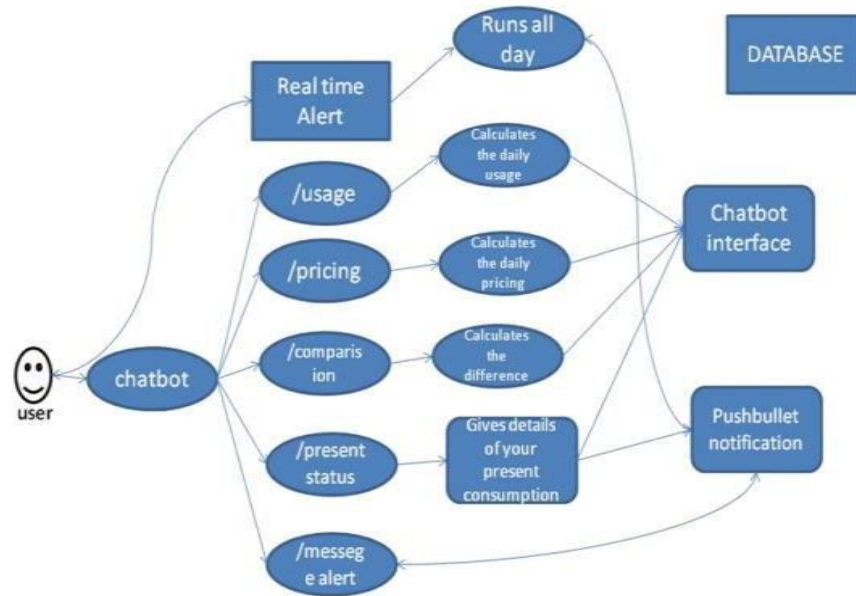 Runs all
day
DATABASE
Real time
Alert
Calculates
the daily
usage
/usage
Chatbot
interface
Calculates
the daily
pricing
/pricing
/comparis
ion
Calculates
the
difference
chatbot
user
/present
status
Gives details
of your
present
consumption
Pushbullet
notification
/messeg
e alert